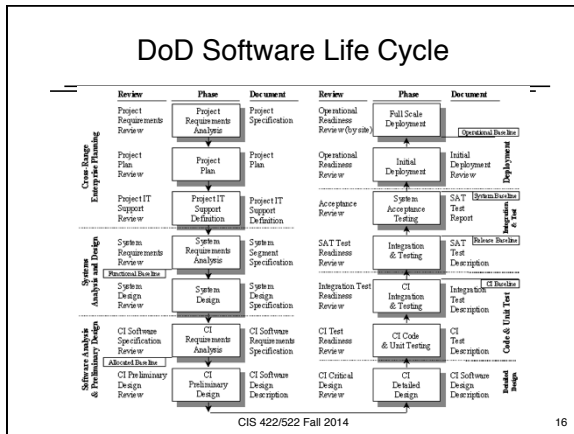 DoD Software Life Cycle
Review Phase Document
Cross-Range
Enterprise Planning
Project
Requirements
Review
Project
Requirements
Analysis
Project
Specification
Project
Plan
Review
Project
Plan
Project
Plan
Project IT
Support
Review
Project IT
Support
Definition
Project IT
Support
Definition
Systems
Analysis and Design
System
Requirements
Review
System
Requirements
Analysis
System
Segment
Specification
Functional Baseline
System
Design
Review
System
Design
System
Design
Specification
Software Analysis
& Preliminary Design
CI Software
Specification
Review
CI
Requirements
Analysis
CI Software
Requirements
Specification
Allocated Baseline
CI Preliminary
Design
Review
CI
Preliminary
Design
CI Software
Design
Description
Review Phase Document
Operational
Readiness
Review (by site)
Full Scale
Deployment
Operational Baseline
Operational
Readiness
Review
Initial
Deployment
Initial
Deployment
Review
Deployment
Acceptance
Review
System
Acceptance
Testing
System Baseline
SAT
Test
Report
Integration
& Test
SAT Test
Readiness
Review
Integration
& Testing
Release Baseline
SAT
Test
Description
Integration Test
Readiness
Review
CI
Integration
& Testing
CI Baseline
Integration
Test
Description
Code & Unit Test
CI Test
Readiness
Review
CI Code
& Unit Testing
CI
Test
Description
CI Critical
Design
Review
CI
Detailed
Design
CI Software
Design
Description
Detailed
Design
CIS 422/522 Fall 2014
16